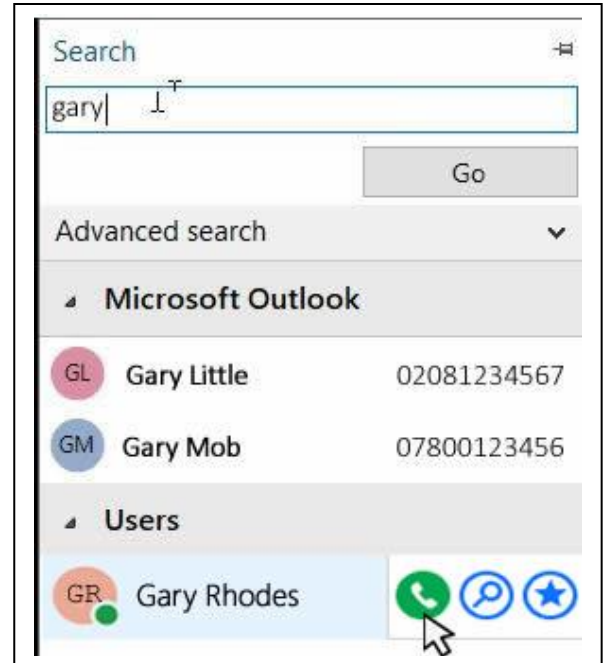 Search
gary
Go
Advanced search
Microsoft Outlook
GL Gary Little 02081234567
GM Gary Mob 07800123456
Users
GR Gary Rhodes